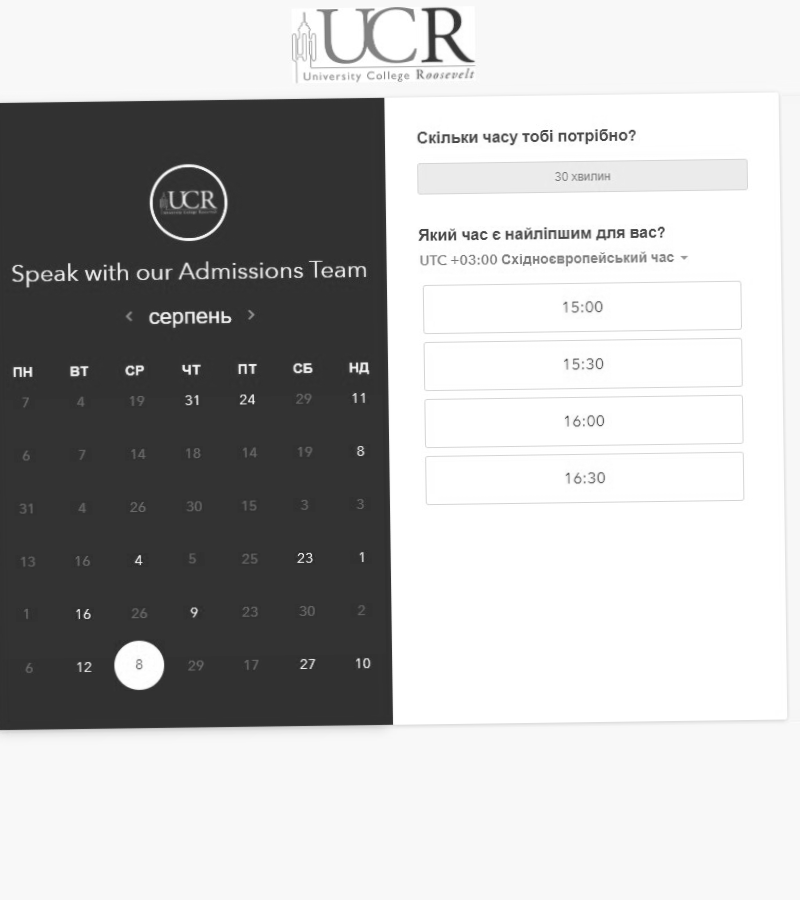 UCR
University College Roosevelt
UCR
Speak with our Admissions Team
серпень
ПН ВТ СР ЧТ ПТ СБ НД
7 4 19 31 24 29 11
6 7 14 18 14 19 8
31 4 26 30 15 3 3
13 16 4 5 25 23 1
1 16 26 9 23 30 2
6 12 8 29 17 27 10
Скільки часу тобі потрібно?
30 хвилин
Який час є найліпшим для вас?
UTC +03:00 Східноєвропейський час
15:00
15:30
16:00
16:30